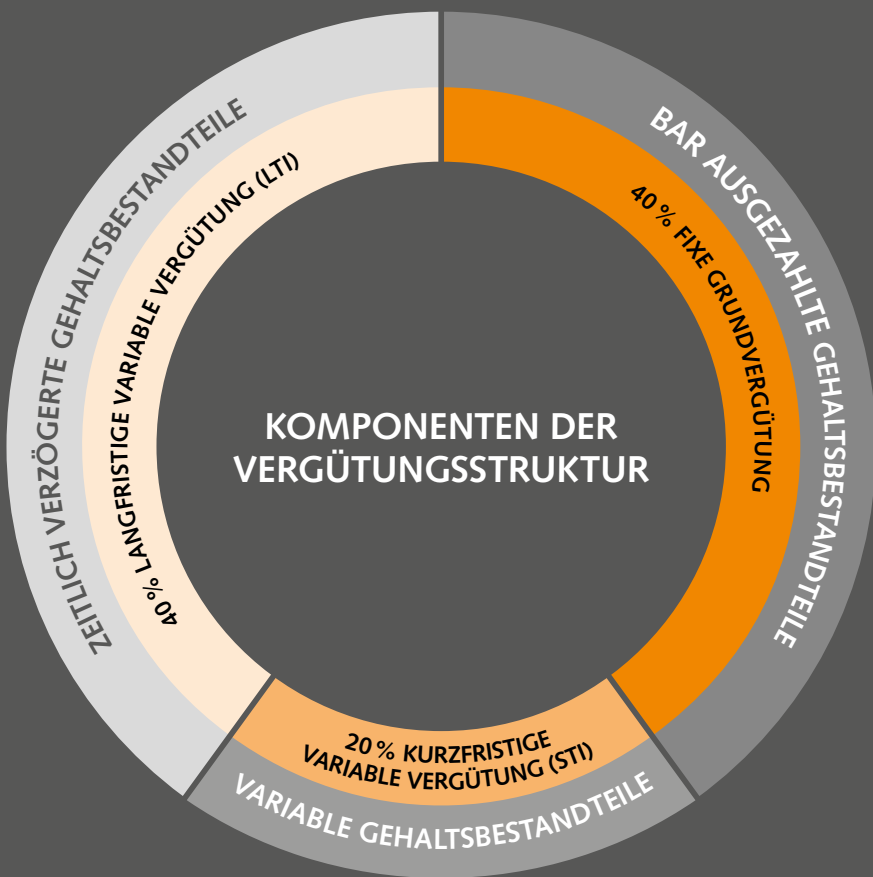 KOMPONENTEN DER
VERGÜTUNGSSTRUKTUR
BAR AUSGEZAHLTE GEHALTSBESTANDTEILE
40 % FIXE GRUNDVERGÜTUNG
20 % KURZFRISTIGE
VARIABLE VERGÜTUNG (STI)
VARIABLE GEHALTSBESTANDTEILE
ZEITLICH VERZÖGERTE GEHALTSBESTANDTEILE
40 % LANGFRISTIGE VARIABLE VERGÜTUNG (LTI)